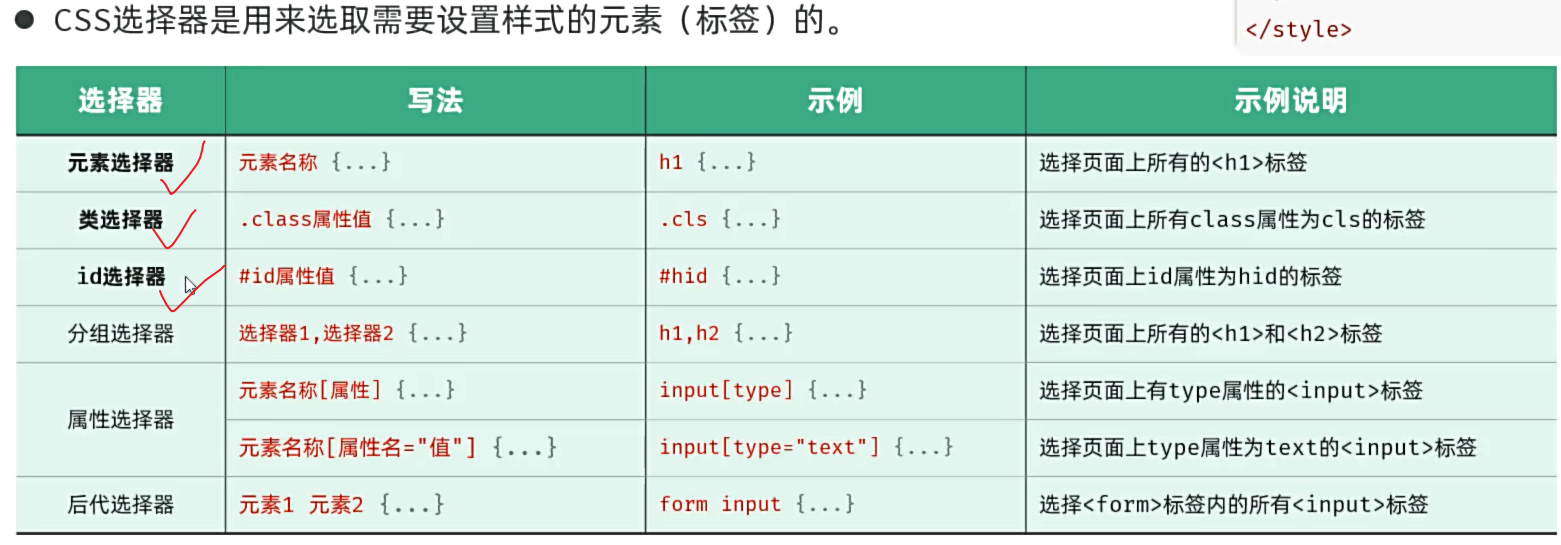 ● CSS选择器是用来选取需要设置样式的元素（标签）的。
</style>
选择器 写法 示例 示例说明
元素选择器 元素名称 {...} h1 {...} 选择页面上所有的<h1>标签
类选择器 .class属性值 {...} .cls {...} 选择页面上所有class属性为cls的标签
id选择器 #id属性值 {...} #hid {...} 选择页面上id属性为hid的标签
分组选择器 选择器1,选择器2 {...} h1,h2 {...} 选择页面上所有的<h1>和<h2>标签
属性选择器 元素名称[属性] {...} input[type] {...} 选择页面上有type属性的<input>标签
元素名称[属性名="值"] {...} input[type="text"] {...} 选择页面上type属性为text的<input>标签
后代选择器 元素1 元素2 {...} form input {...} 选择<form>标签内的所有<input>标签